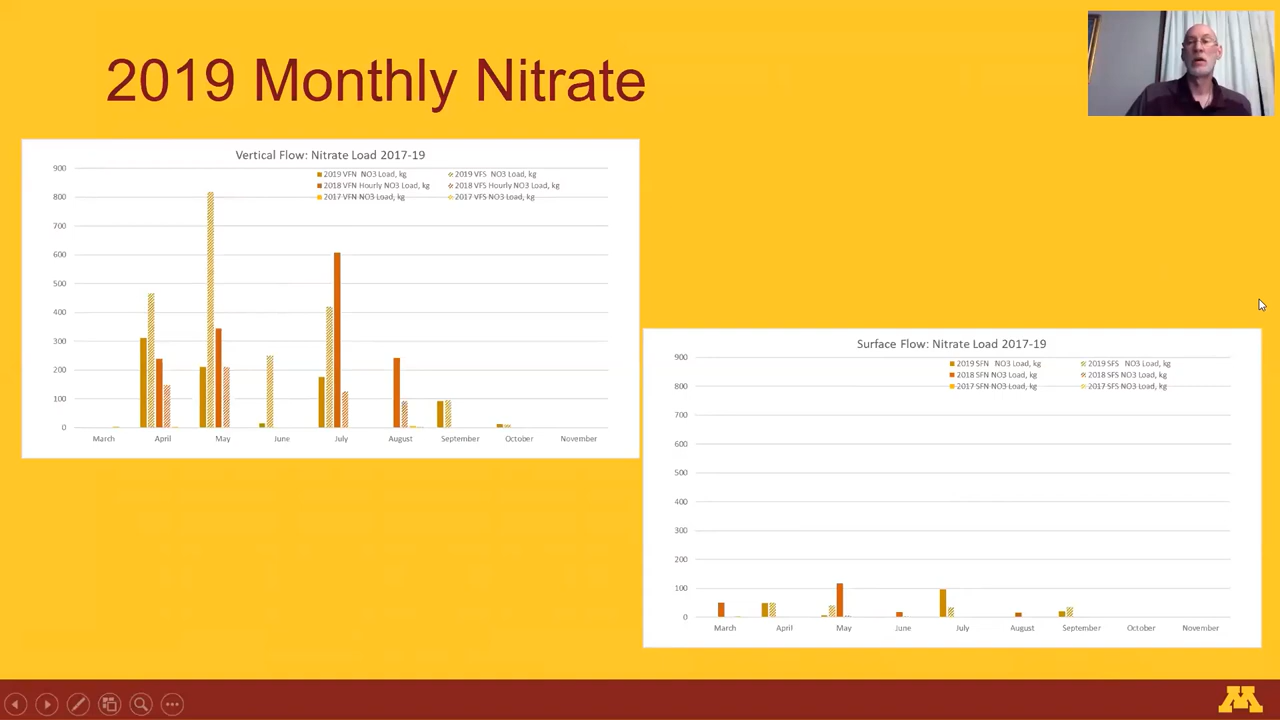 2019 Monthly Nitrate
Vertical Flow: Nitrate Load 2017-19
900
2019 VFN NO3 Load, kg
2019 VFS NO3 Load, kg
2018 VFN Hourly NO3 Load, kg
2018 VFS Hourly NO3 Load, kg
2017 VFN NO3 Load, kg
2017 VFS NO3 Load, kg
800
700
600
500
400
300
200
100
0
March April May June July August September October November
Surface Flow: Nitrate Load 2017-19
900
2019 SFN NO3 Load, kg
2019 SFS NO3 Load, kg
2018 SFN NO3 Load, kg
2018 SFS NO3 Load, kg
2017 SFN NO3 Load, kg
2017 SFS NO3 Load, kg
800
700
600
500
400
300
200
100
0
March April May June July August September October November
M